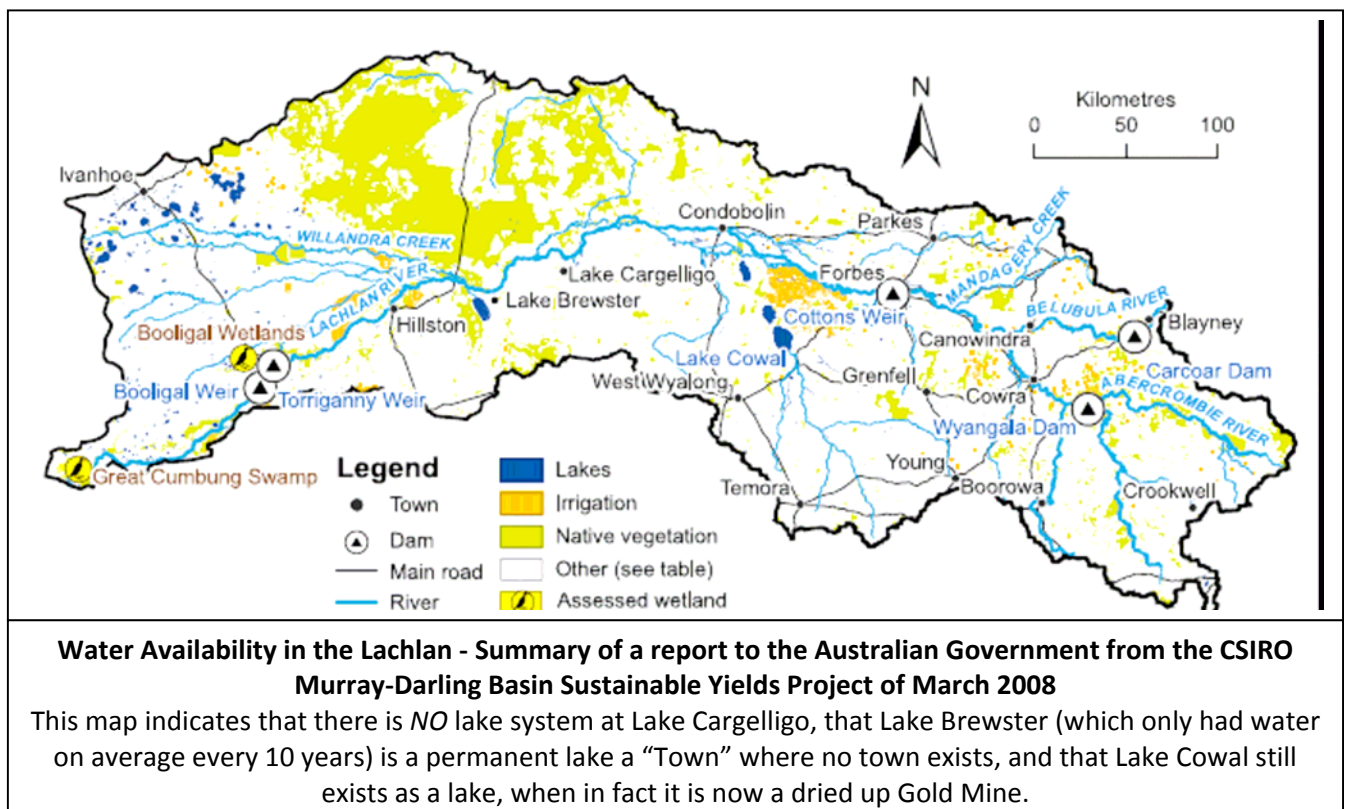 N
Kilometres
0 50 100
Ivanhoe
WILLANDRA CREEK
Condobolin
Parkes
MANDAGERY CREEK
Lake Cargelligo
Forbes
LACHLAN RIVER
Lake Brewster
BELUBULA RIVER
Booligal Wetlands
Hillston
Cottons Weir
Blayney
Canowindra
Lake Cowal
Carcoar Dam
Booligal Weir
Torriganny Weir
West Wyalong
Grenfell
Cowra
ABERCROMBIE RIVER
Wyangala Dam
Great Cumbung Swamp
Young
Temora
Boorowa
Crookwell
Legend
Town
Dam
Main road
River
Lakes
Irrigation
Native vegetation
Other (see table)
Assessed wetland
Water Availability in the Lachlan - Summary of a report to the Australian Government from the CSIRO
Murray-Darling Basin Sustainable Yields Project of March 2008
This map indicates that there is NO lake system at Lake Cargelligo, that Lake Brewster (which only had water
on average every 10 years) is a permanent lake a “Town” where no town exists, and that Lake Cowal still
exists as a lake, when in fact it is now a dried up Gold Mine.